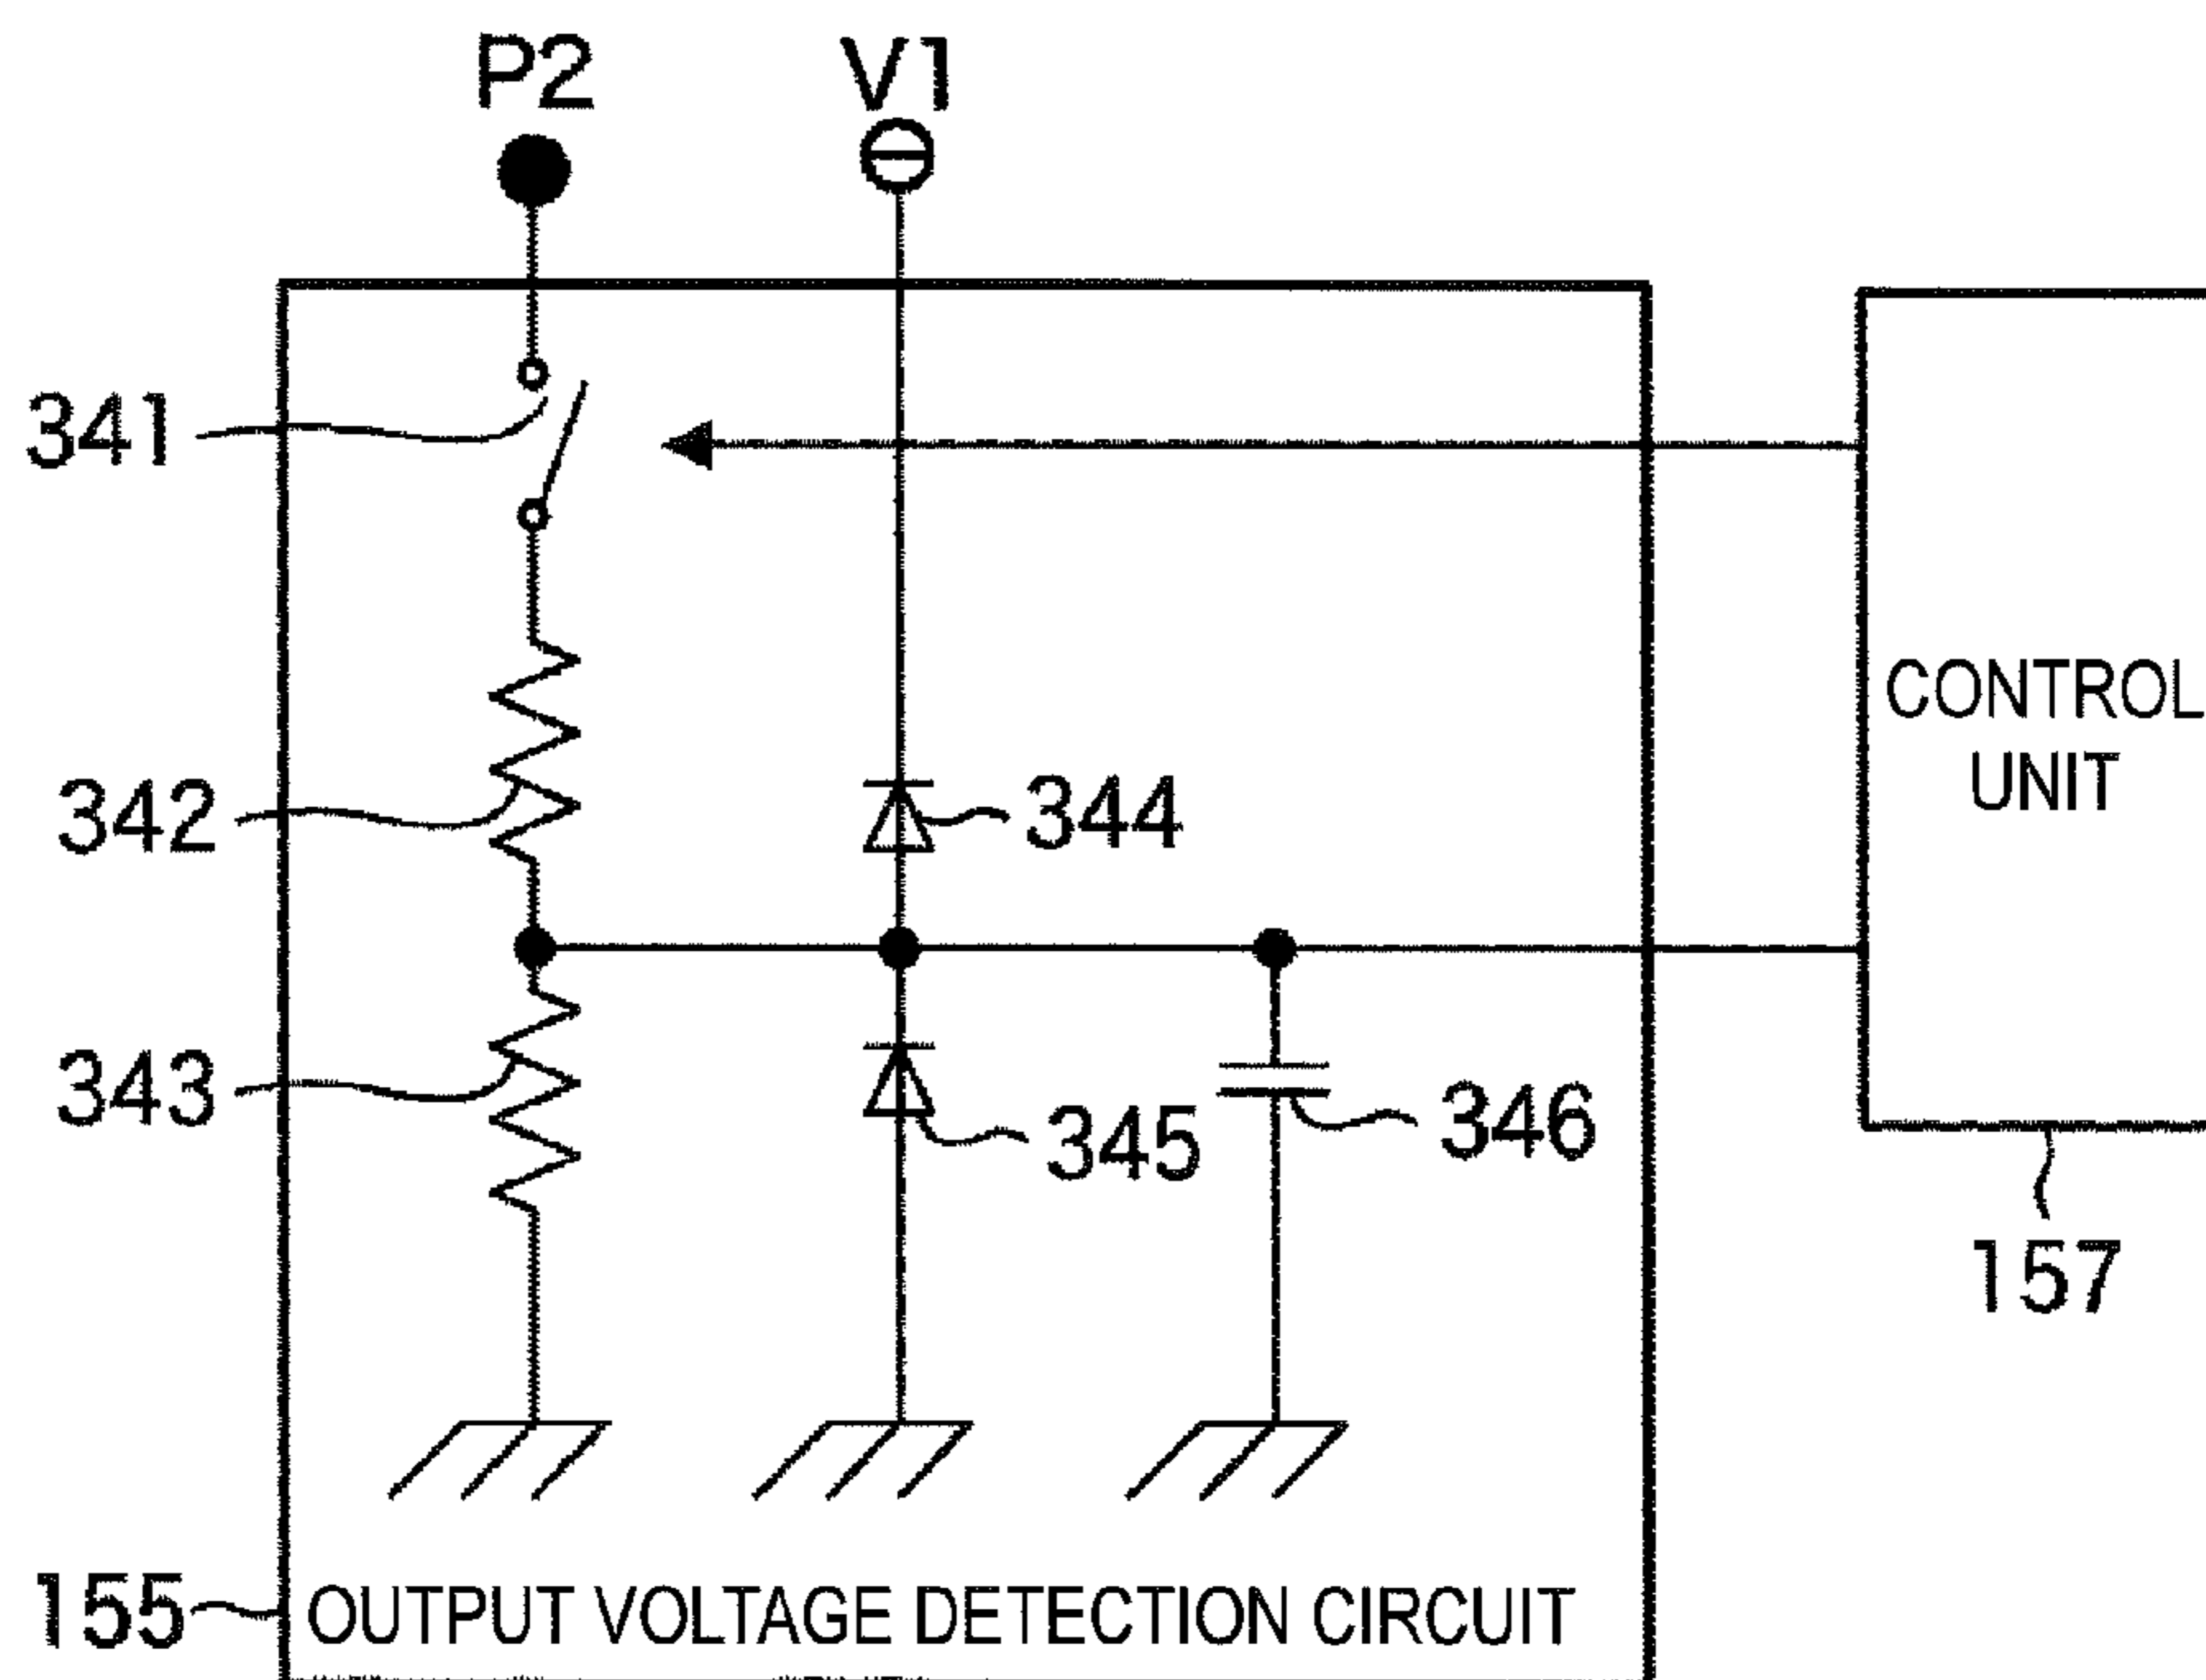 P2
V1
341
342
344
CONTROL
UNIT
343
345
346
157
155
OUTPUT VOLTAGE DETECTION CIRCUIT